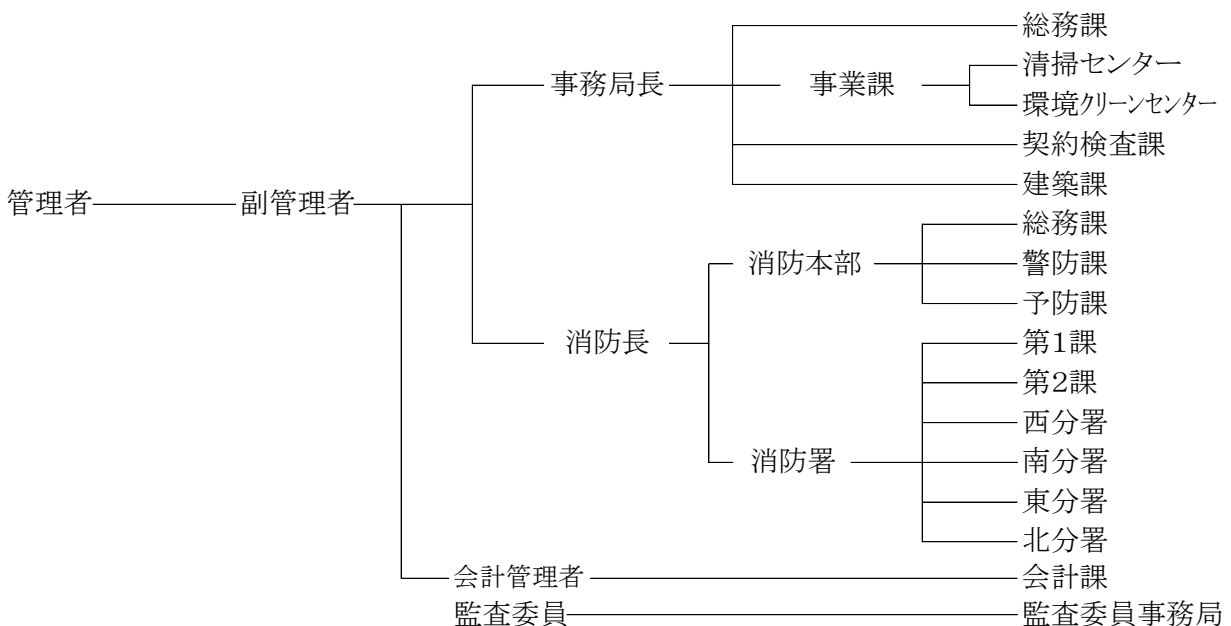 総務課
清掃センター
事務局長 事業課
環境クリーンセンター
契約検査課
建築課
管理者 副管理者
総務課
消防本部 警防課
予防課
消防長 第1課
第2課
西分署
消防署 南分署
東分署
北分署
会計管理者 会計課
監査委員 監査委員事務局